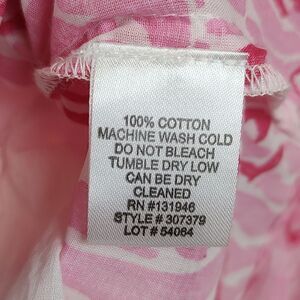 100% COTTON
MACHINE WASH COLD
DO NOT BLEACH
TUMBLE DRY LOW
CAN BE DRY
CLEANED
RN #131946
STYLE # 307379
LOT # 54064